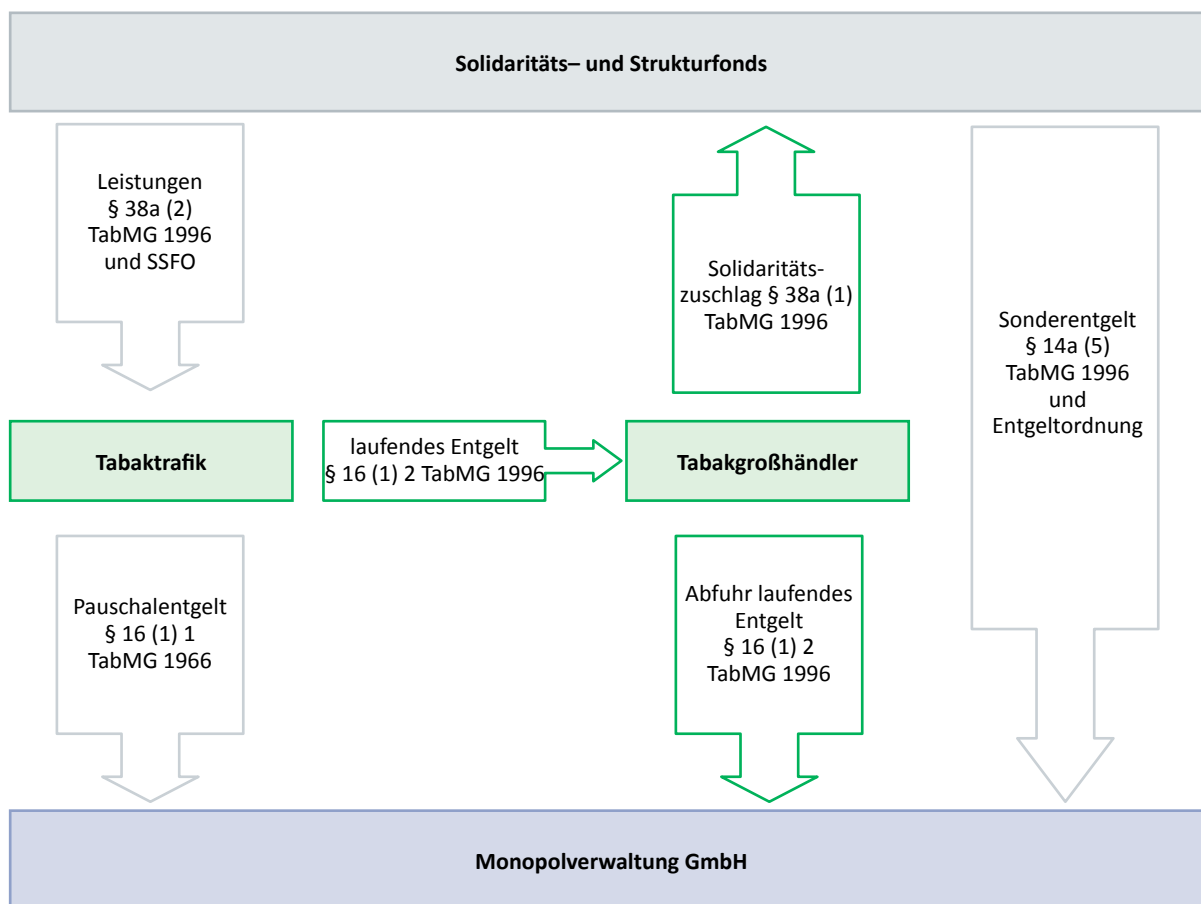 Solidaritäts– und Strukturfonds
Leistungen
§ 38a (2)
TabMG 1996
und SSFO
Solidaritäts-
zuschlag § 38a (1)
TabMG 1996
Sonderentgelt
§ 14a (5)
TabMG 1996
und
Entgeltordnung
Tabaktrafik
laufendes Entgelt
§ 16 (1) 2 TabMG 1996
Tabakgroßhändler
Pauschalentgelt
§ 16 (1) 1
TabMG 1966
Abfuhr laufendes
Entgelt
§ 16 (1) 2
TabMG 1996
Monopolverwaltung GmbH